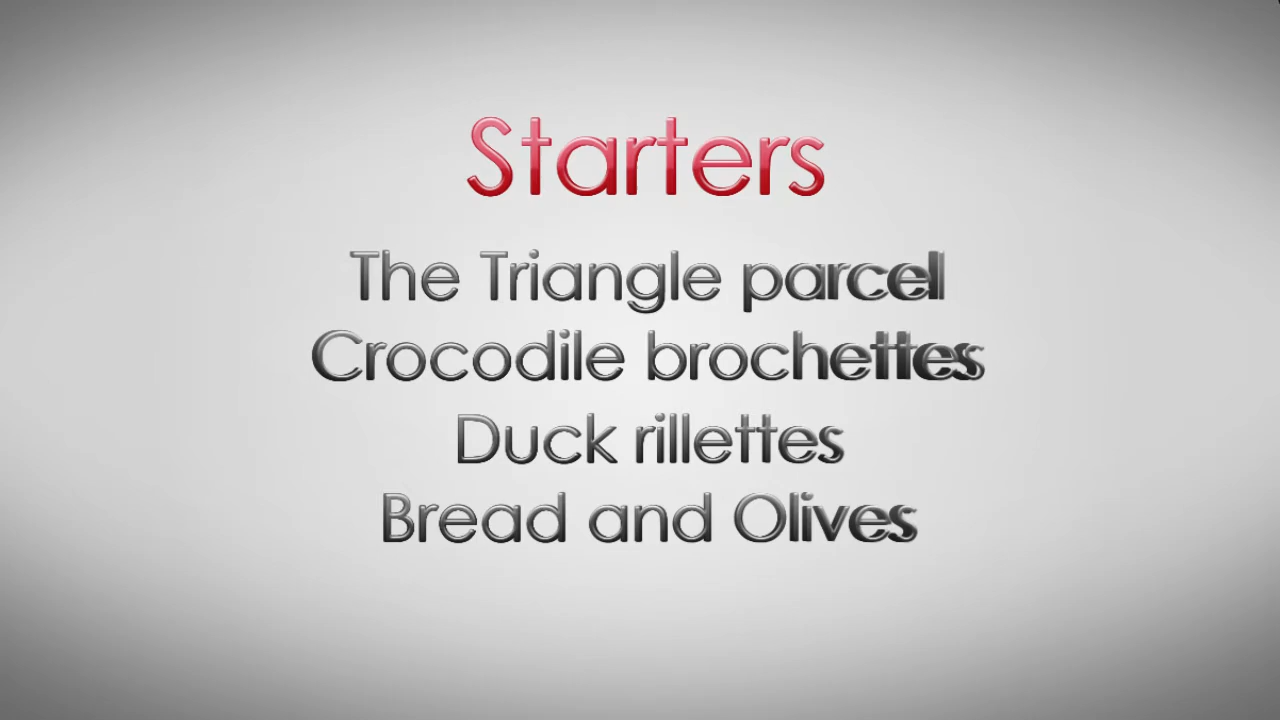 Starters
The Triangle parcel
Crocodile brochettes
Duck rillettes
Bread and Olives